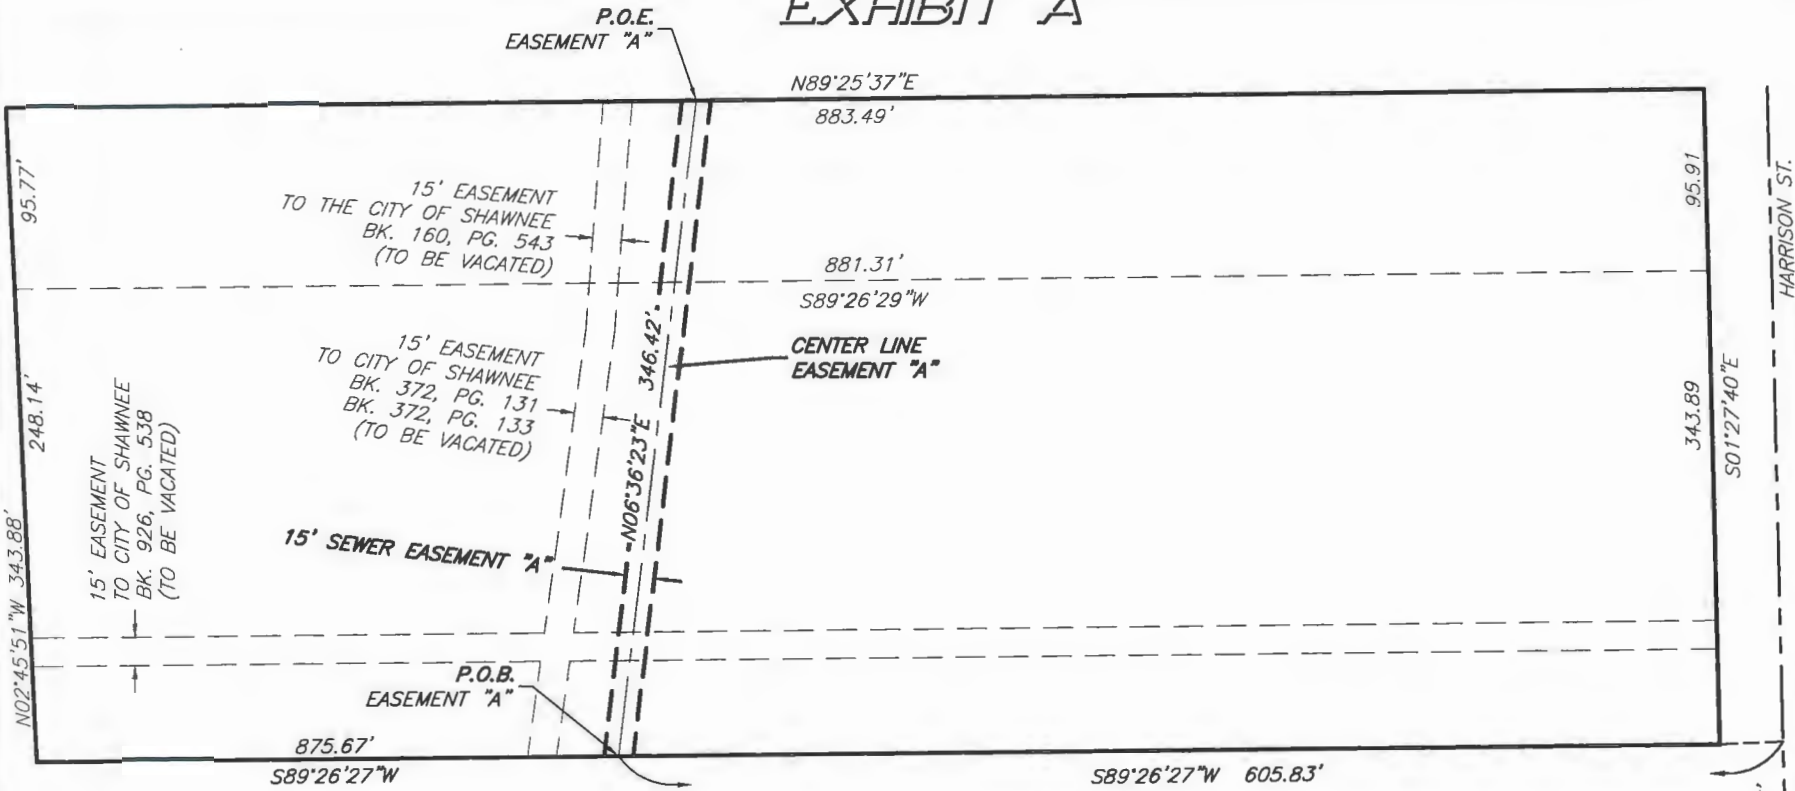 EXHIBIT "A"
P.O.E.
EASEMENT "A"
N89°25'37"E
883.49'
95.77'
15' EASEMENT
TO THE CITY OF SHAWNEE
BK. 160, PG. 543
(TO BE VACATED)
95.91
HARRISON ST.
881.31'
S89°26'29"W
15' EASEMENT
TO CITY OF SHAWNEE
BK. 372, PG. 131
BK. 372, PG. 133
(TO BE VACATED)
CENTER LINE
EASEMENT "A"
N06°36'23"E 346.42'
248.14'
343.89
S01°27'40"E
15' EASEMENT
TO CITY OF SHAWNEE
BK. 926, PG. 538
(TO BE VACATED)
15' SEWER EASEMENT "A"
N02°45'51"W 343.88'
P.O.B.
EASEMENT "A"
875.67'
S89°26'27"W
S89°26'27"W 605.83'